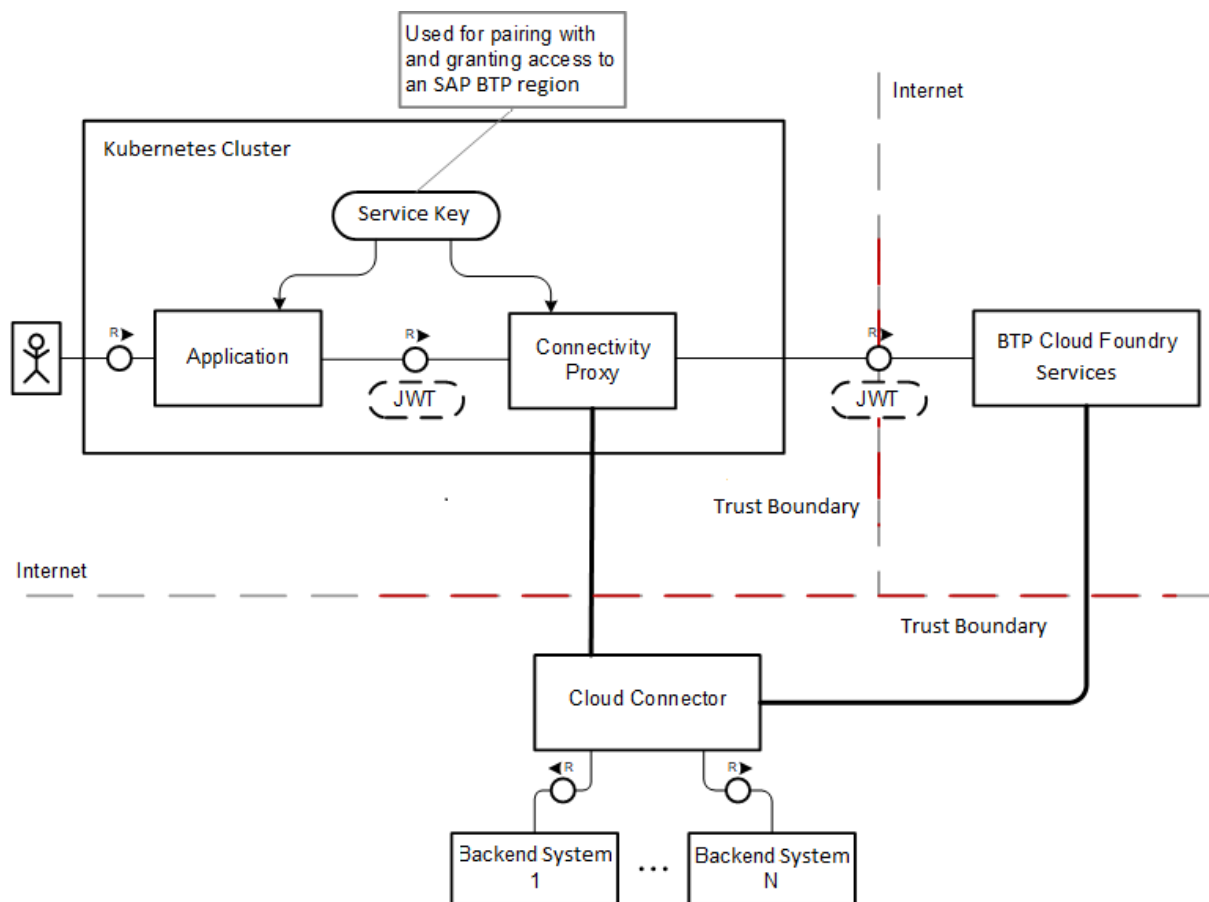 Used for pairing with
and granting access to
an SAP BTP region
Internet
Kubernetes Cluster
Service Key
R
Application
R
JWT
Connectivity
Proxy
R
JWT
BTP Cloud Foundry
Services
Trust Boundary
Internet
Trust Boundary
Cloud Connector
R
R
Backend System
1
...
Backend System
N